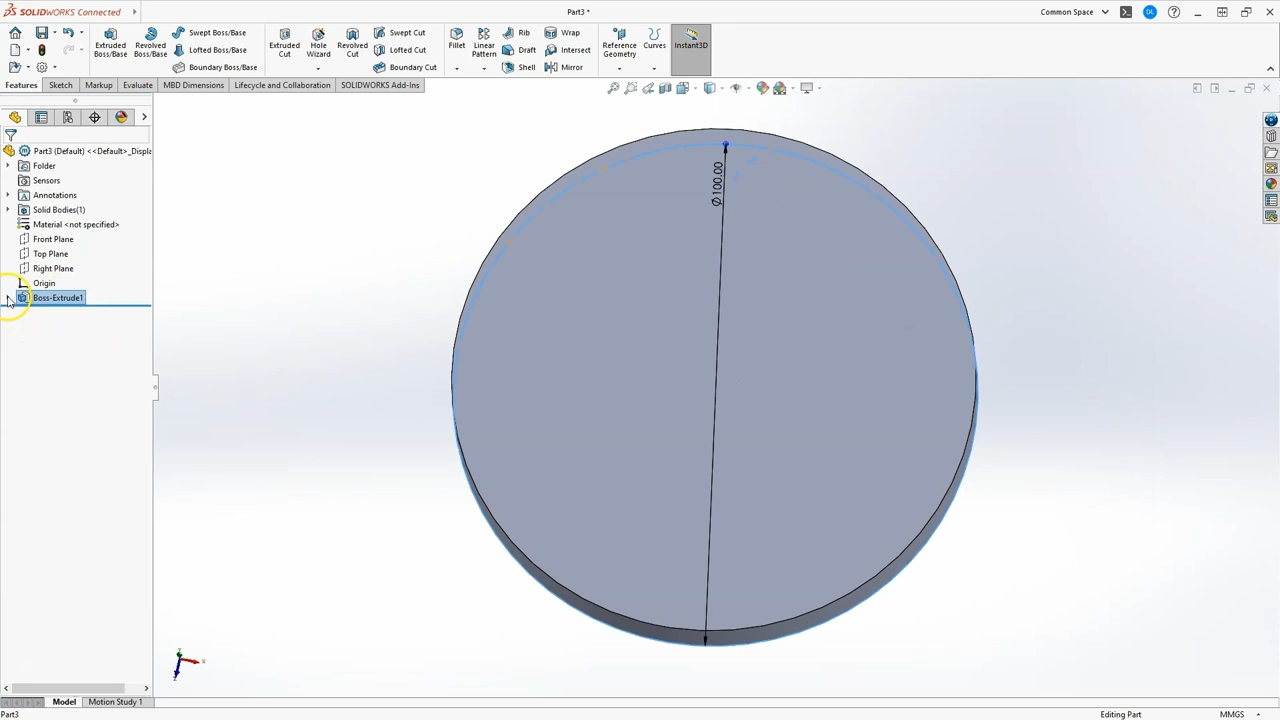 SOLIDWORKS Connected
Part3 *
Common Space
DL
Extruded Boss/Base
Revolved Boss/Base
Swept Boss/Base
Lofted Boss/Base
Boundary Boss/Base
Extruded Cut
Hole Wizard
Revolved Cut
Swept Cut
Lofted Cut
Boundary Cut
Fillet
Linear Pattern
Rib
Draft
Shell
Wrap
Intersect
Mirror
Reference Geometry
Curves
Instant3D
Features Sketch Markup Evaluate MBD Dimensions Lifecycle and Collaboration SOLIDWORKS Add-Ins
Part3 (Default) <<Default>_Displa
Folder
Sensors
Annotations
Solid Bodies(1)
Material <not specified>
Front Plane
Top Plane
Right Plane
Origin
Boss-Extrude1
Ø100.00
Model Motion Study 1
Part3
Editing Part
MMGS